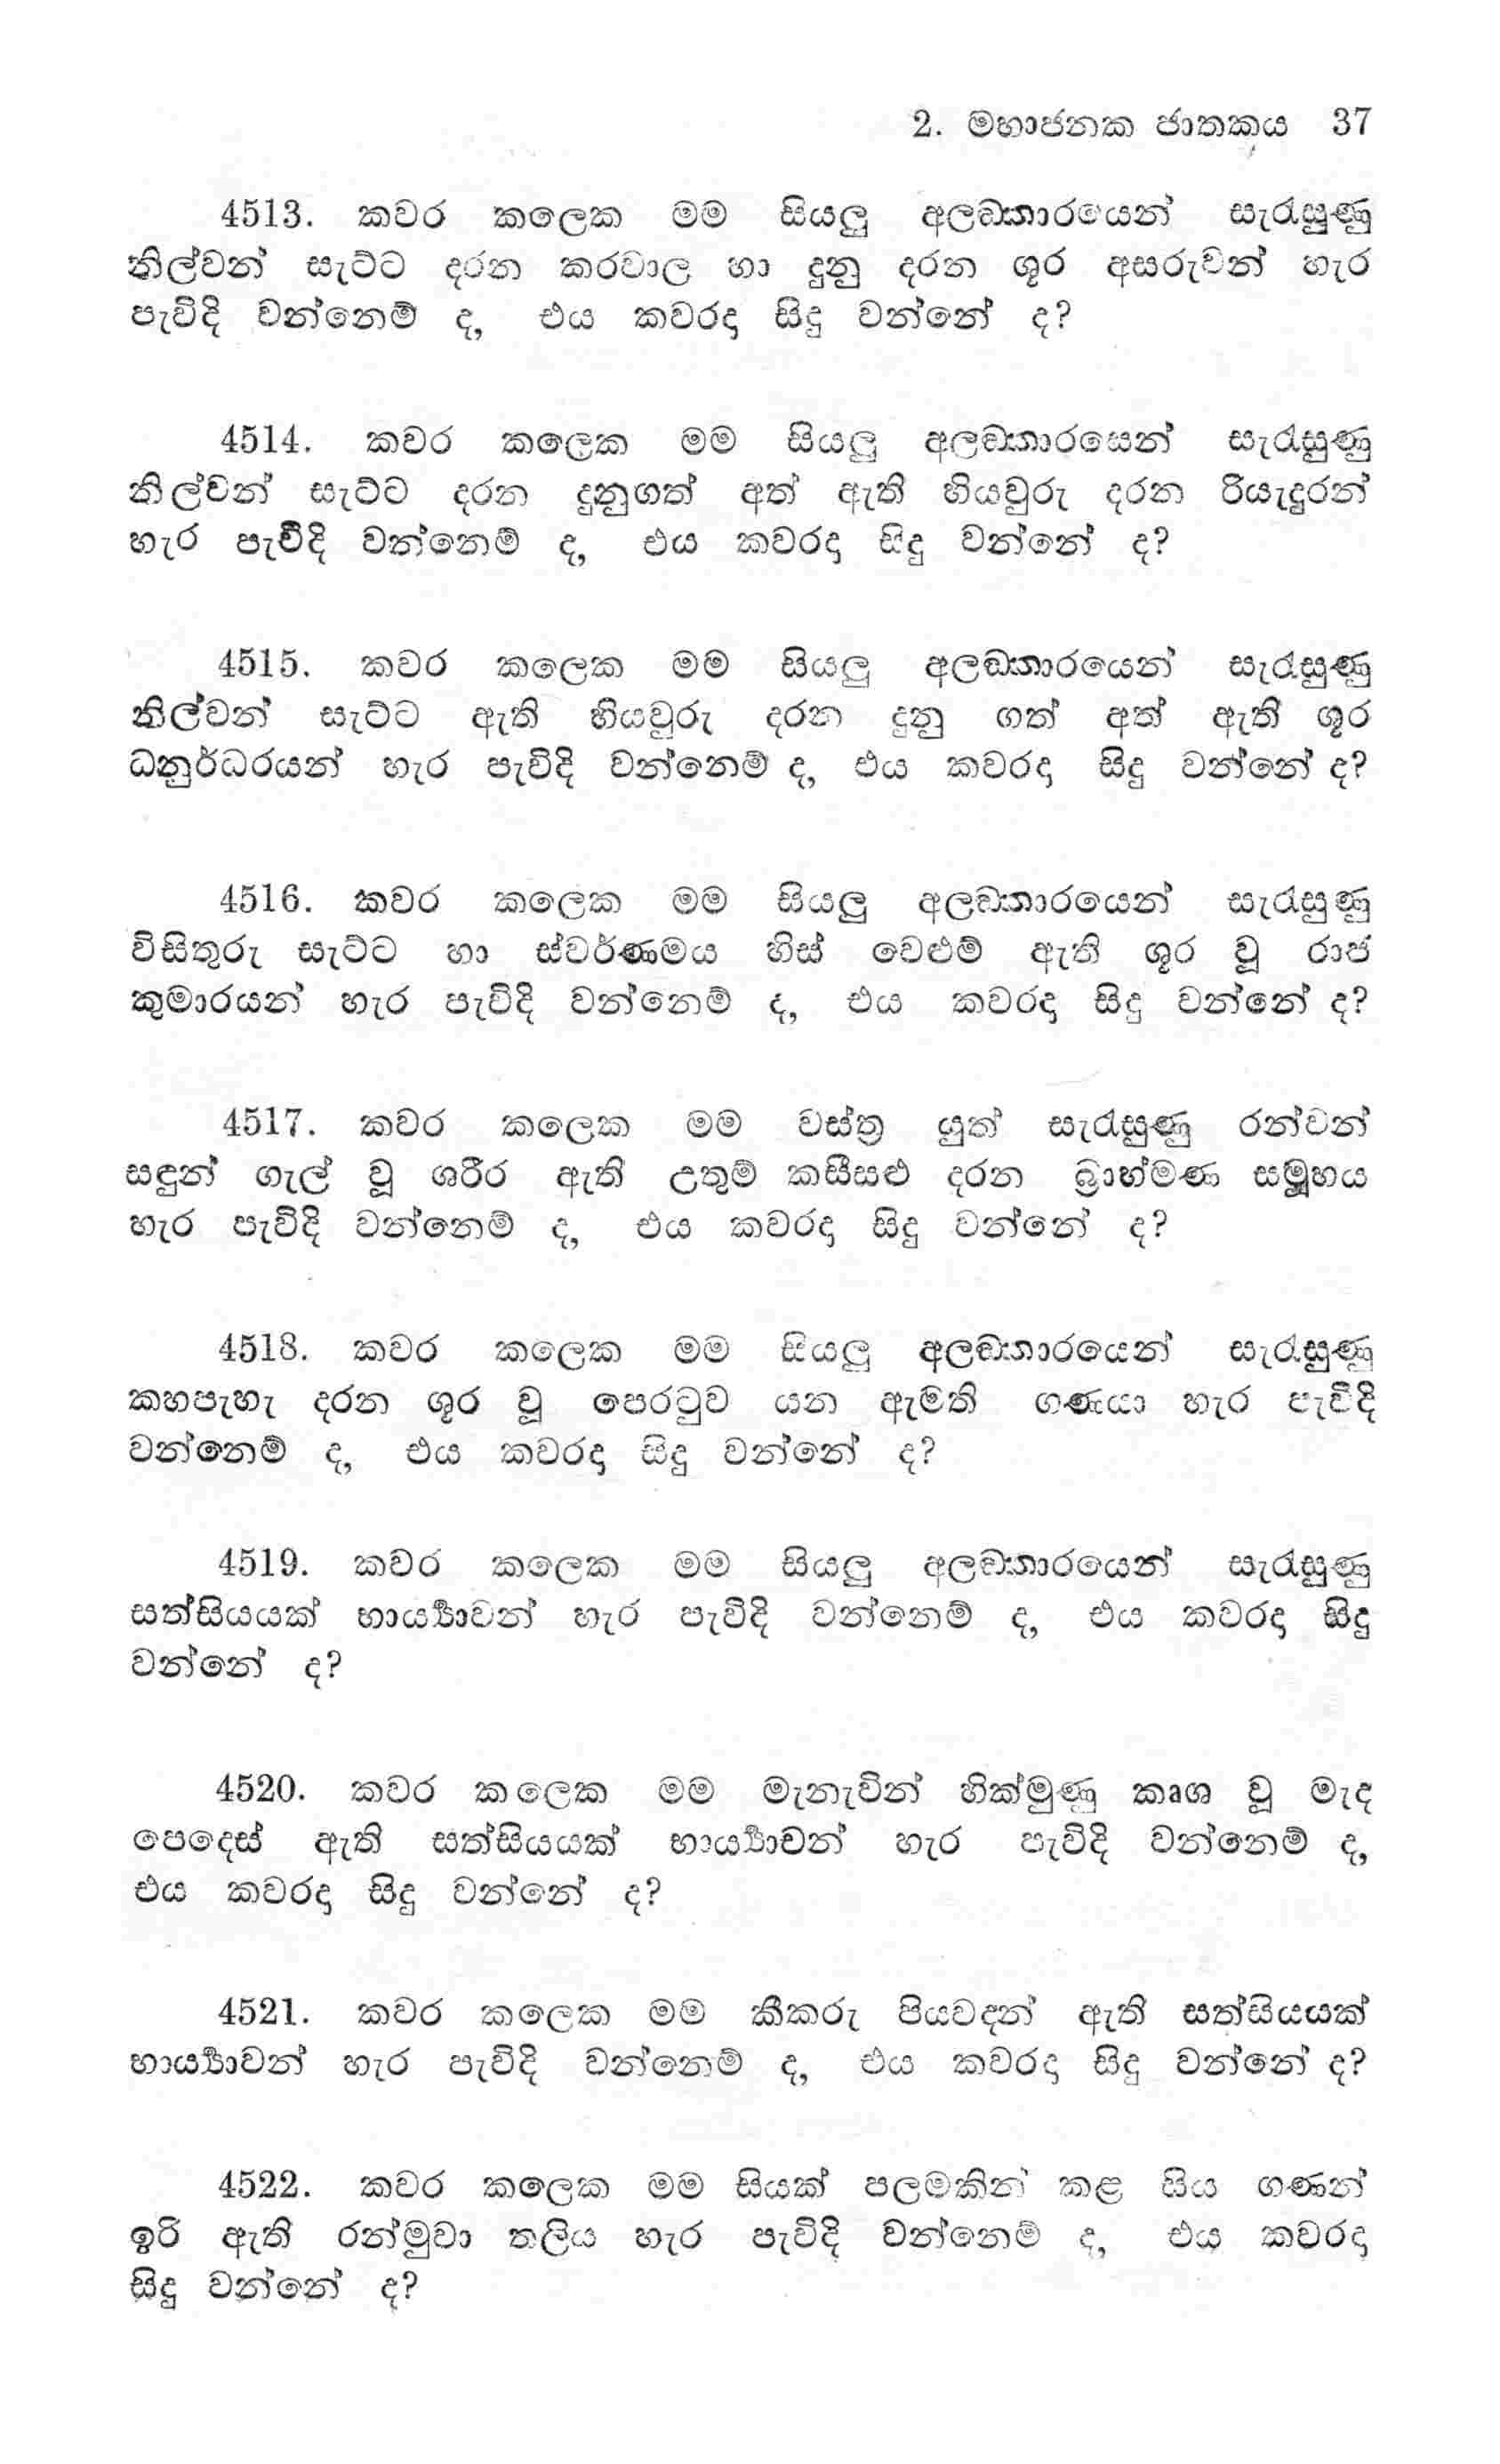 2. මහාජනක ජාතකය 37
4513. කවර කලෙක මම සියලු අලඞ්කාරයෙන් සැරසුණු
නිල්වන් සැට්ට දරන කරවාල හා දුනු දරන ශූර අසරුවන් හැර
පැවිදි වන්නෙම් ද, එය කවරදා සිදු වන්නේ ද?
4514. කවර කලෙක මම සියලු අලඞ්කාරසෙන් සැරසුණු
නිල්වන් සැට්ට දරන දුනුගත් අත් ඇති හියවුරු දරන රියැදුරන්
හැර පැවිදි වන්නෙම් ද, එය කවරදා සිදු වන්නේ ද?
4515. කවර කලෙක මම සියලු අලඞ්කාරයෙන් සැරසුණු
නිල්වන් සැට්ට ඇති හියවුරු දරන දුනු ගත් අත් ඇති ශූර
ධනුර්ධරයන් හැර පැවිදි වන්නෙම් ද, එය කවරදා සිදු වන්නේ ද?
4516. කවර කලෙක මම සියලු අලඞ්කාරයෙන් සැරසුණු
විසිතුරු සැට්ට හා ස්වර්ණමය හිස් වෙළුම් ඇති ශූර වූ රාජ
කුමාරයන් හැර පැවිදි වන්නෙම් ද, එය කවරදා සිදු වන්නේ ද?
4517. කවර කලෙක මම වස්ත්‍ර යුත් සැරසුණු රන්වන්
සඳුන් ගැල් වූ ශරීර ඇති උතුම් කසීසළු දරන බ්‍රාහ්මණ සමූහය
හැර පැවිදි වන්නෙම් ද, එය කවරදා සිදු වන්නේ ද?
4518. කවර කලෙක මම සියලු අලඞ්කාරයෙන් සැරසුණු
කහපැහැ දරන ශූර වූ පෙරටුව යන ඇමති ගණයා හැර පැවිදි
වන්නෙම් ද, එය කවරදා සිදු වන්නේ ද?
4519. කවර කලෙක මම සියලු අලඞ්කාරයෙන් සැරසුණු
සත්සියයක් භාර්‍ය්‍යාවන් හැර පැවිදි වන්නෙම් ද, එය කවරදා සිදු
වන්නේ ද?
4520. කවර කලෙක මම මැනැවින් හික්මුණු කෘශ වූ මැද
පෙදෙස් ඇති සත්සියයක් භාර්‍ය්‍යාවන් හැර පැවිදි වන්නෙම් ද,
එය කවරදා සිදු වන්නේ ද?
4521. කවර කලෙක මම කීකරු පියවදන් ඇති සත්සියයක්
භාර්‍ය්‍යාවන් හැර පැවිදි වන්නෙම් ද, එය කවරදා සිදු වන්නේ ද?
4522. කවර කලෙක මම සියක් පලමකින් කළ සිය ගණන්
ඉරි ඇති රන්මුවා තලිය හැර පැවිදි වන්නෙම් ද, එය කවරදා
සිදු වන්නේ ද?